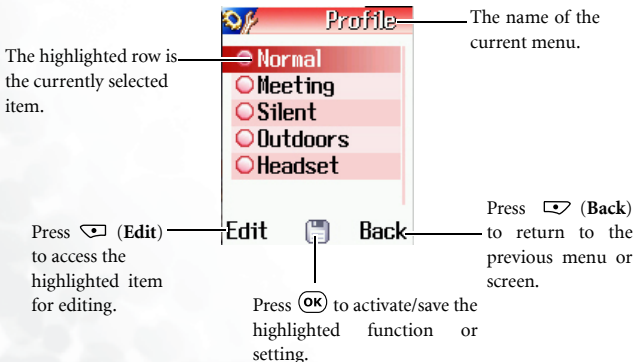 Profile
The name of the
current menu.
The highlighted row is
the currently selected
item.
Normal
Meeting
Silent
Outdoors
Headset
Edit
Back
Press (Edit)
to access the
highlighted item
for editing.
Press OK to activate/save the
highlighted function or
setting.
Press (Back)
to return to the
previous menu or
screen.